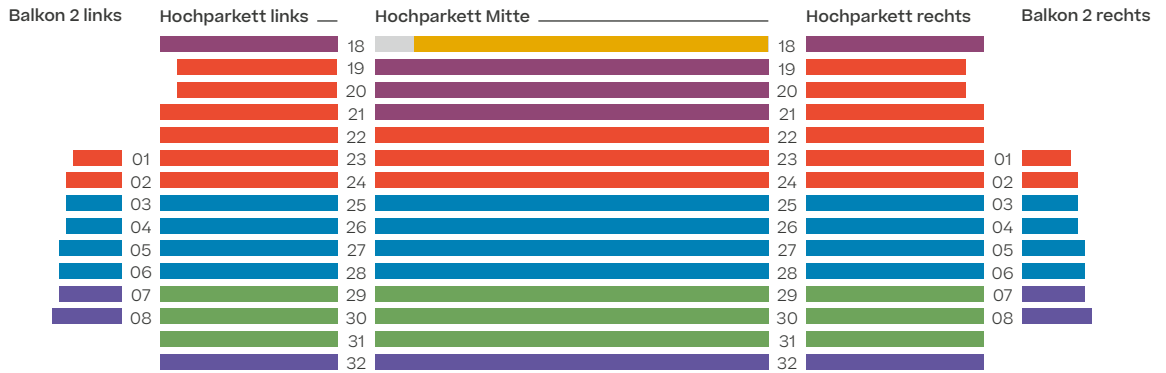 Balkon 2 links Hochparkett links Hochparkett Mitte Hochparkett rechts Balkon 2 rechts
18 18
19 19
20 20
21 21
22 22
01 23 23 01
02 24 24 02
03 25 25 03
04 26 26 04
05 27 27 05
06 28 28 06
07 29 29 07
08 30 30 08
31 31
32 32